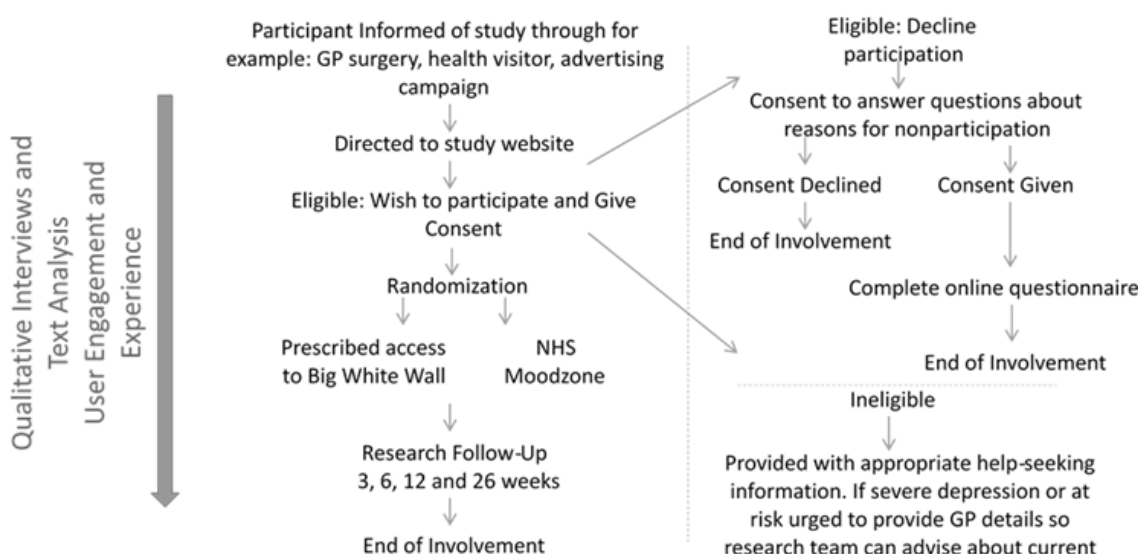 Qualitative Interviews and
Text Analysis
User Engagement and
Experience
Participant Informed of study through for
example: GP surgery, health visitor, advertising
campaign
Directed to study website
Eligible: Wish to participate and Give
Consent
Randomization
Prescribed access
to Big White Wall
NHS
Moodzone
Research Follow-Up
3, 6, 12 and 26 weeks
End of Involvement
Eligible: Decline
participation
Consent to answer questions about
reasons for nonparticipation
Consent Declined
End of Involvement
Consent Given
Complete online questionnaire
End of Involvement
Ineligible
Provided with appropriate help-seeking
information. If severe depression or at
risk urged to provide GP details so
research team can advise about current